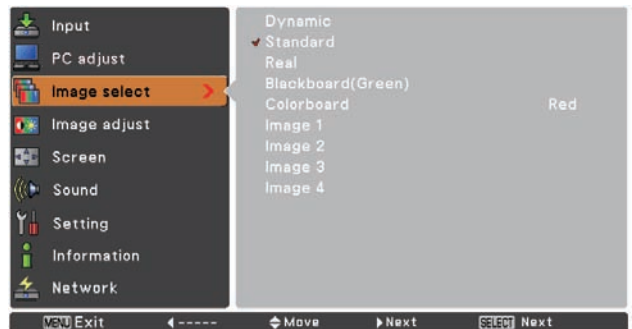 Input
PC adjust
Image select
Image adjust
Screen
Sound
Setting
Information
Network
Dynamic
Standard
Real
Blackboard(Green)
Colorboard Red
Image 1
Image 2
Image 3
Image 4
MENU Exit ----- Move Next SELECT Next